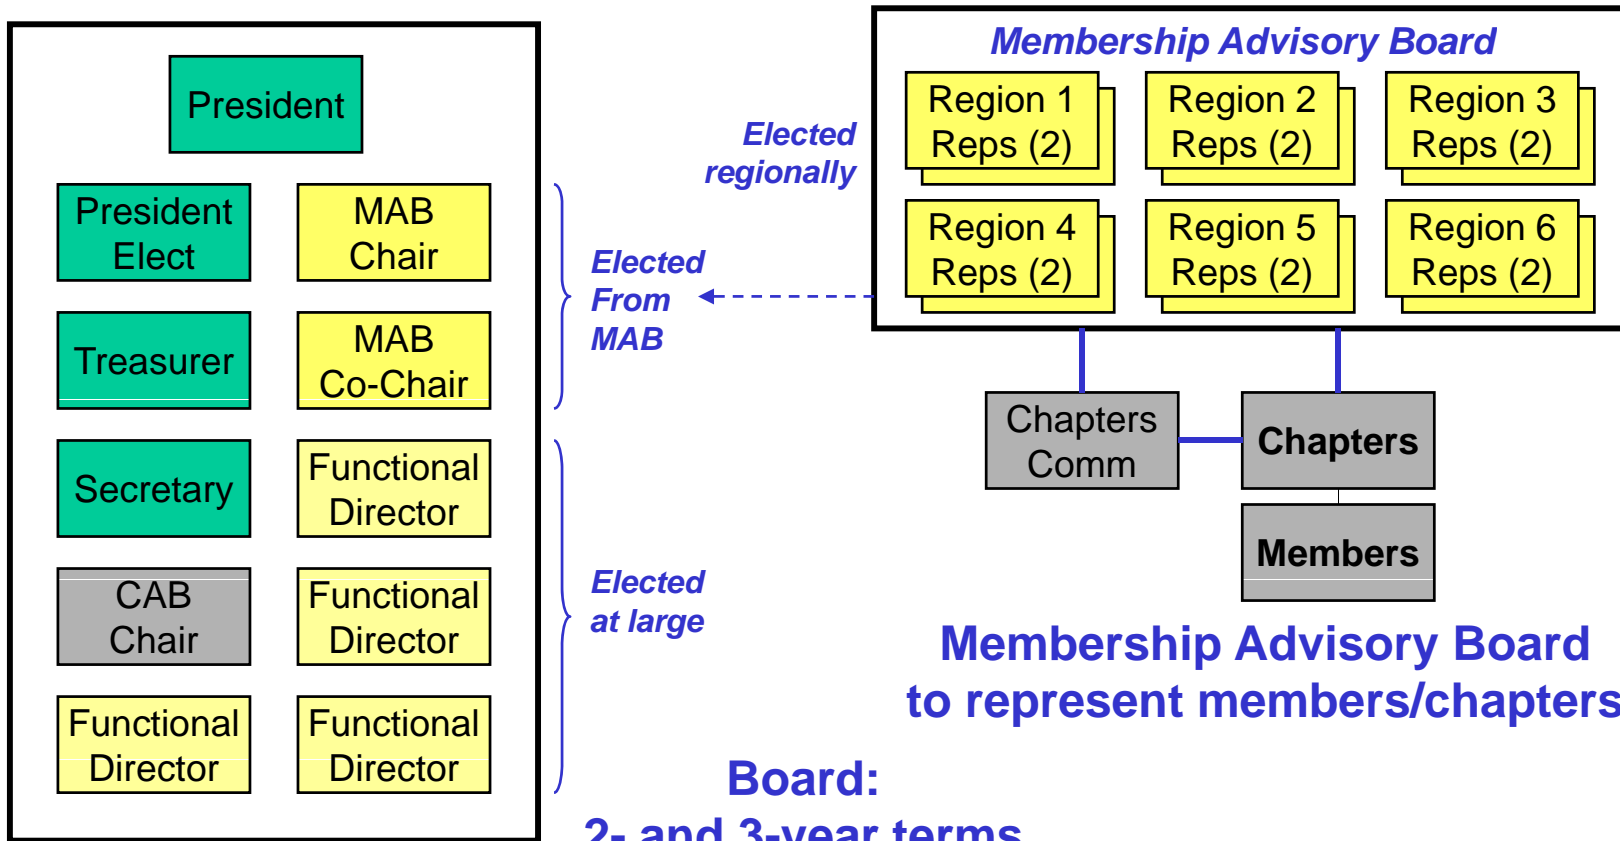 President
President
Elect
MAB
Chair
Treasurer
MAB
Co-Chair
Secretary
Functional
Director
CAB
Chair
Functional
Director
Functional
Director
Functional
Director
Elected
From
MAB
Elected
at large
Elected
regionally
Membership Advisory Board
Region 1
Reps (2)
Region 2
Reps (2)
Region 3
Reps (2)
Region 4
Reps (2)
Region 5
Reps (2)
Region 6
Reps (2)
Chapters
Comm
Chapters
Members
Membership Advisory Board
to represent members/chapters
Board:
2- and 3-year terms